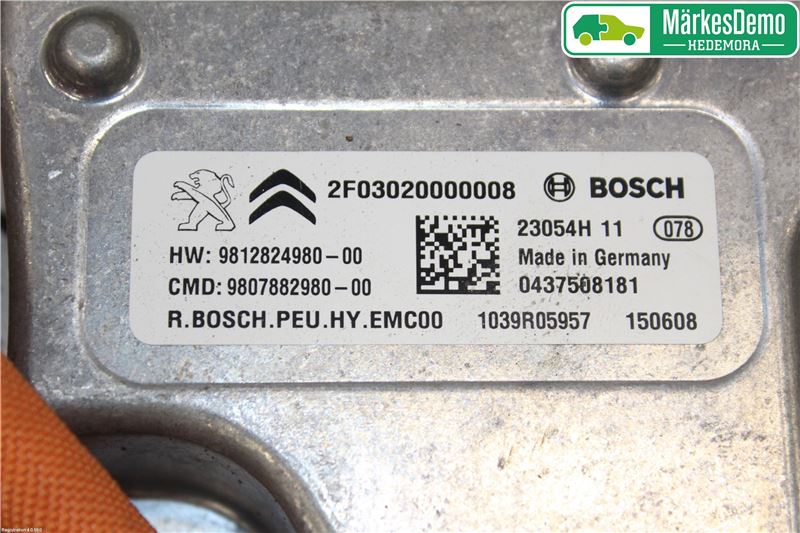 MärkesDemo
HEDEMORA
2F03020000008 BOSCH
HW: 9812824980-00
CMD: 9807882980-00
23054H 11 078
Made in Germany
0437508181
R.BOSCH.PEU.HY.EMC00 1039R05957 150608